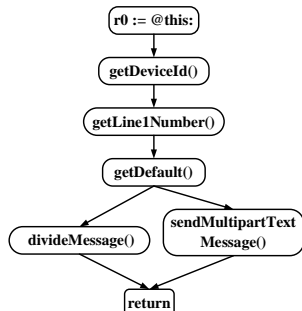 r0 := @this:
getDeviceId()
getLine1Number()
getDefault()
divideMessage()
sendMultipartText
Message()
return